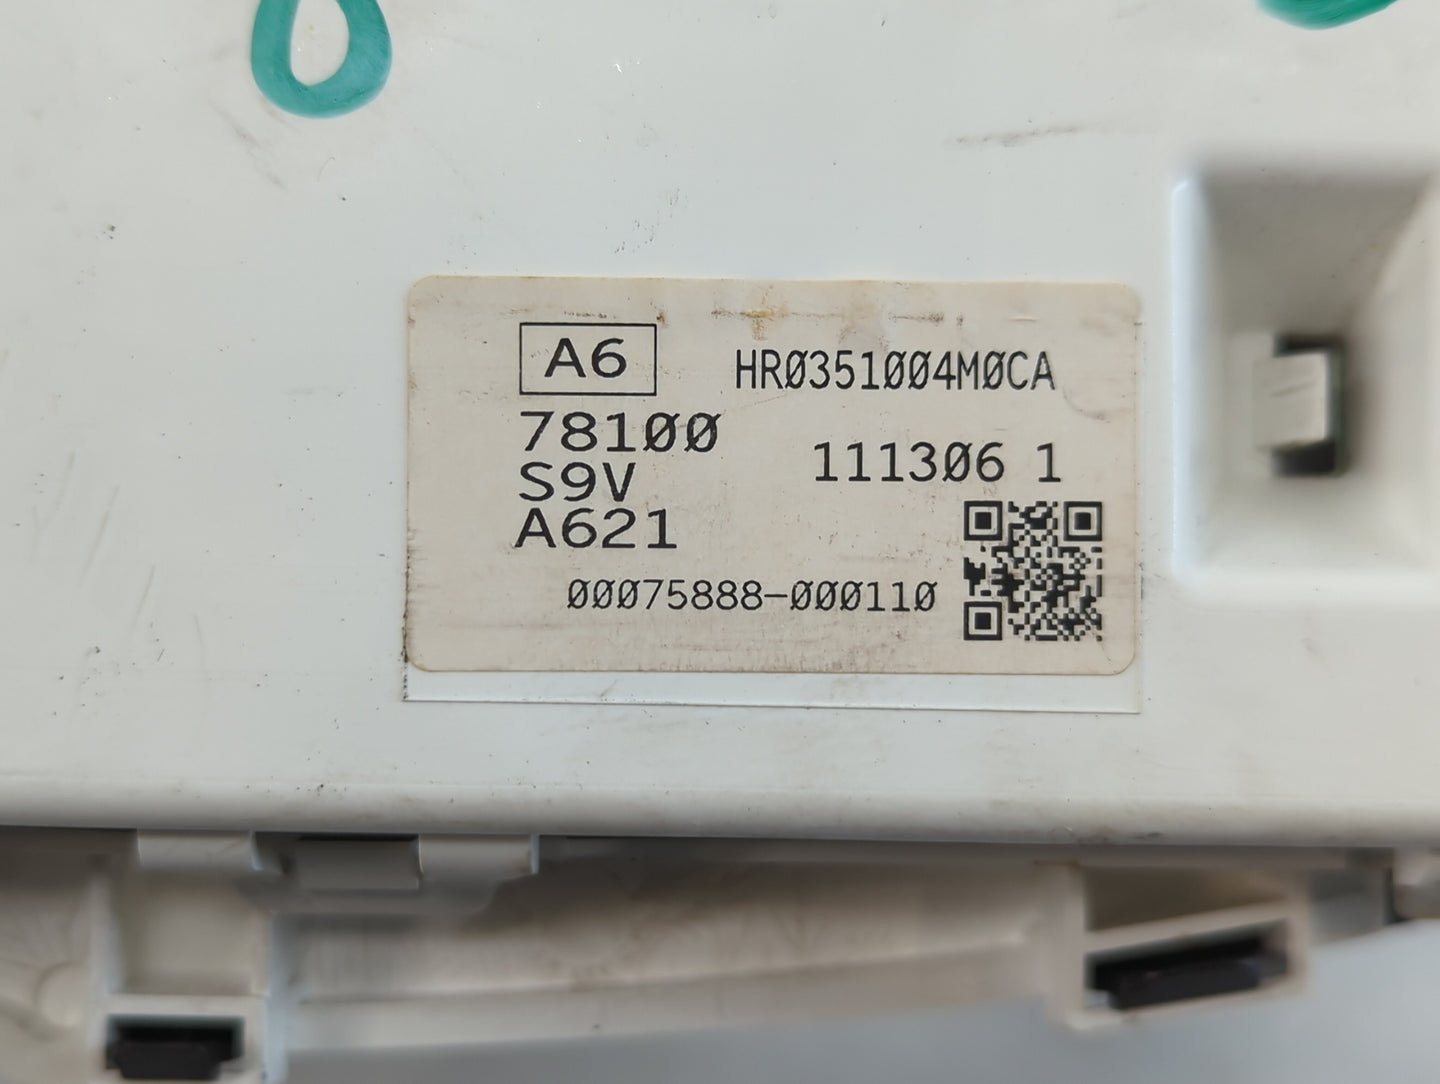 A6
HR0351004M0CA
78100
S9V
A621
111306 1
00075888-000110